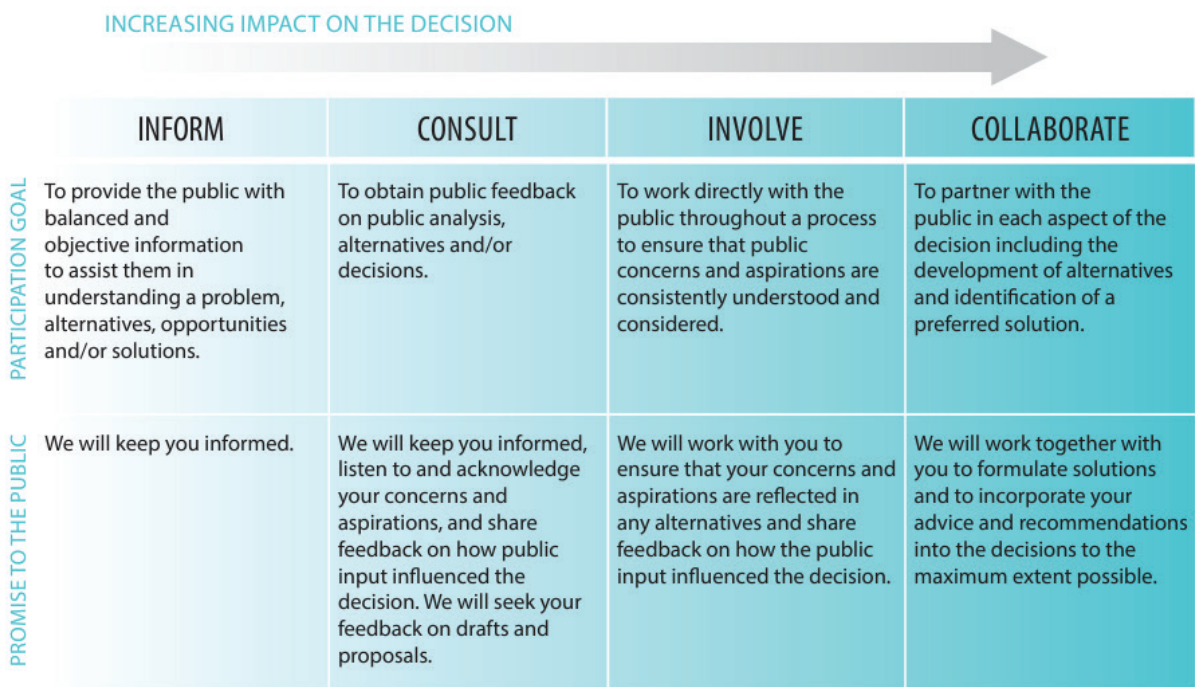 INCREASING IMPACT ON THE DECISION
INFORM
CONSULT
INVOLVE
COLLABORATE
PARTICIPATION GOAL
To provide the public with
balanced and
objective information
to assist them in
understanding a problem,
alternatives, opportunities
and/or solutions.
To obtain public feedback
on public analysis,
alternatives and/or
decisions.
To work directly with the
public throughout a process
to ensure that public
concerns and aspirations are
consistently understood and
considered.
To partner with the
public in each aspect of the
decision including the
development of alternatives
and identification of a
preferred solution.
PROMISE TO THE PUBLIC
We will keep you informed.
We will keep you informed,
listen to and acknowledge
your concerns and
aspirations, and share
feedback on how public
input influenced the
decision. We will seek your
feedback on drafts and
proposals.
We will work with you to
ensure that your concerns and
aspirations are reflected in
any alternatives and share
feedback on how the public
input influenced the decision.
We will work together with
you to formulate solutions
and to incorporate your
advice and recommendations
into the decisions to the
maximum extent possible.